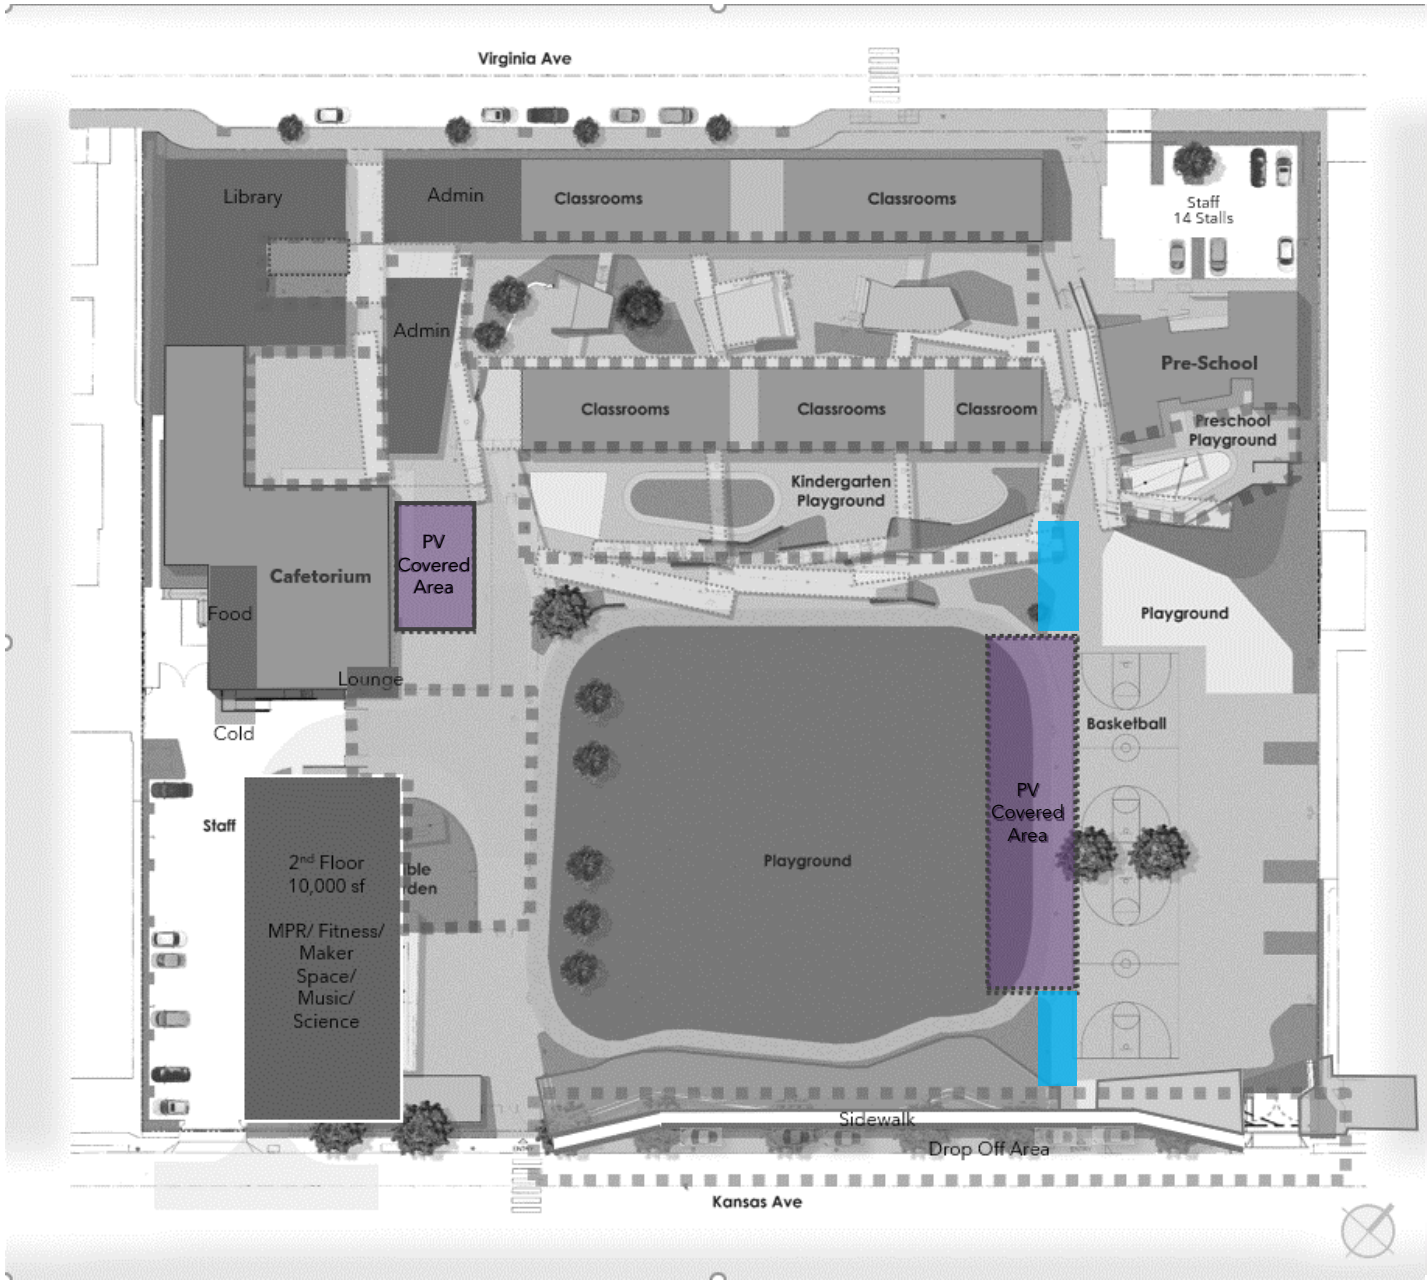 Virginia Ave
Library
Admin
Classrooms
Classrooms
Staff
14 Stalls
Admin
Pre-School
Classrooms
Classrooms
Classroom
Preschool
Playground
Kindergarten
Playground
PV
Covered
Area
Cafetorium
Food
Playground
Lounge
Cold
Basketball
PV
Covered
Area
Staff
2nd Floor
10,000 sf
MPR/ Fitness/
Maker
Space/
Music/
Science
ble
den
Playground
Sidewalk
Drop Off Area
Kansas Ave